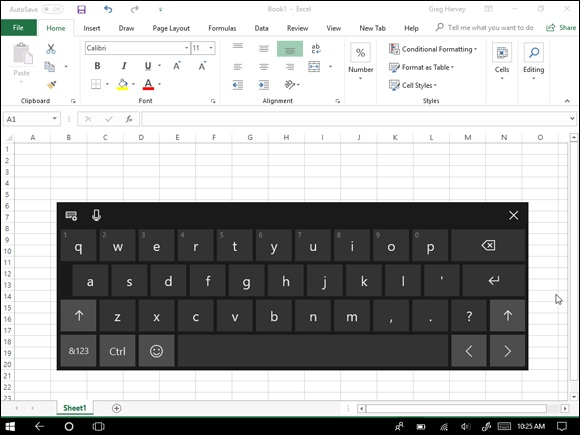 AutoSave Off Book1 - Excel Greg Harvey
File Home Insert Draw Page Layout Formulas Data Review View New Tab Help Tell me what you want to do Share
Paste
Calibri 11
B I U A A
A
ab
%
Number
Conditional Formatting
Format as Table
Cell Styles
Cells
Editing
Clipboard Font Alignment Styles
A1 fx
A B C D E F G H I J K L M N O
1
2
3
4
5
6
7
8
9
10
11
12
13
14
15
16
17
18
19
20
21
22
23
1 2 3 4 5 6 7 8 9 0
q w e r t y u i o p
a s d f g h j k l '
z x c v b n m , . ?
&123 Ctrl
Sheet1
10:25 AM